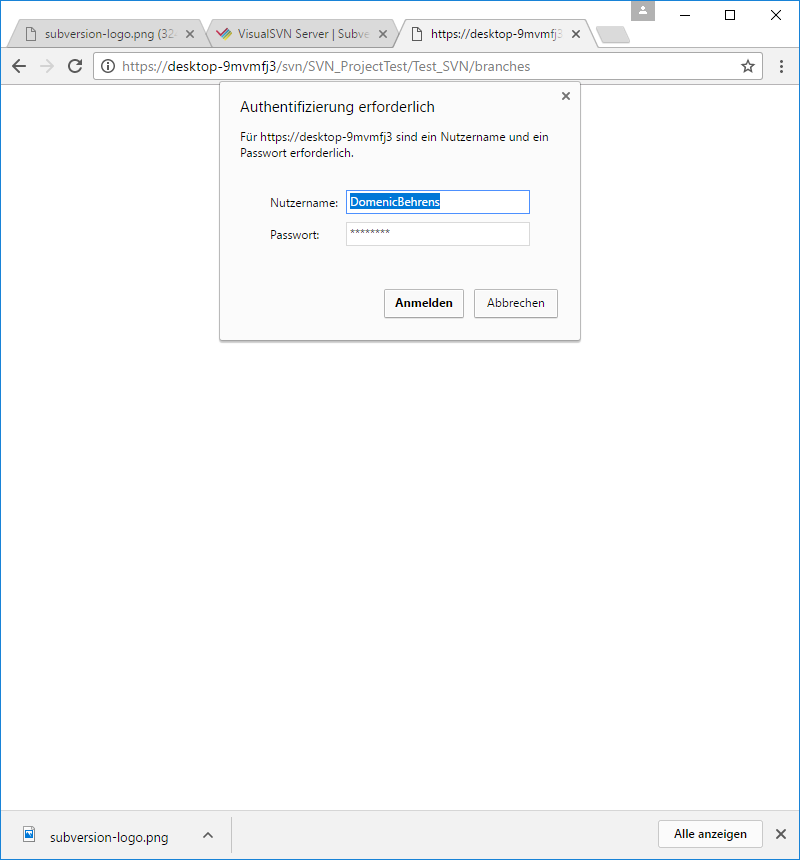 subversion-logo.png (324
VisualSVN Server | Subve
https://desktop-9mvmfj3
https://desktop-9mvmfj3/svn/SVN_ProjectTest/Test_SVN/branches
Authentifizierung erforderlich
Für https://desktop-9mvmfj3 sind ein Nutzername und ein
Passwort erforderlich.
Nutzername: DomenicBehrens
Passwort: ********
Anmelden Abbrechen
subversion-logo.png
Alle anzeigen